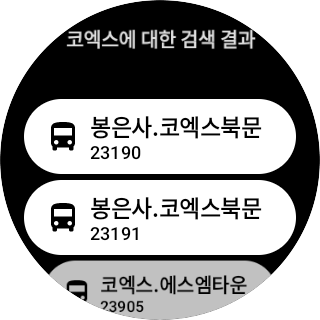 코엑스에 대한 검색 결과
봉은사.코엑스북문
23190
봉은사.코엑스북문
23191
코엑스.에스엠타운
23905